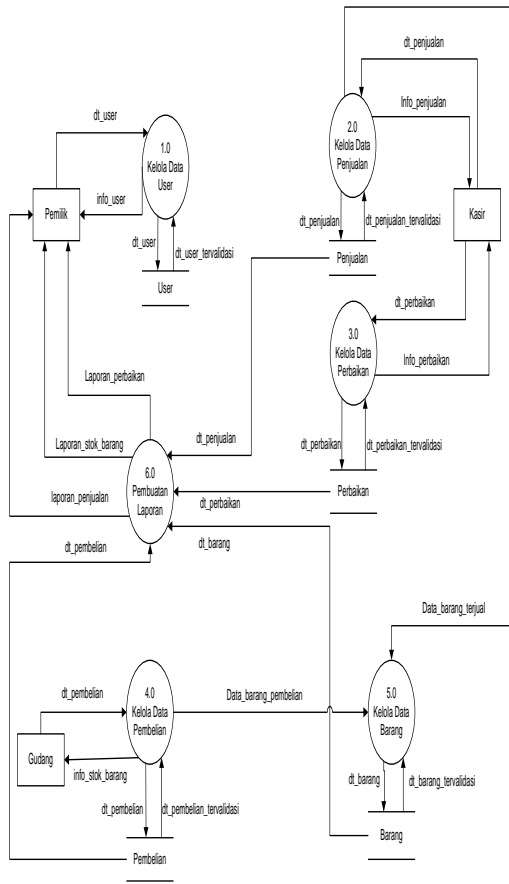 dt_penjualan
dt_user
Info_penjualan
1.0
Kelola Data
User
2.0
Kelola Data
Penjualan
Pemilik
info_user
Kasir
dt_user
dt_user_tervalidasi
dt_penjualan
dt_penjualan_tervalidasi
User
Penjualan
dt_perbaikan
3.0
Kelola Data
Perbaikan
Info_perbaikan
Laporan_perbaikan
Laporan_stok_barang
dt_penjualan
dt_perbaikan
dt_perbaikan_tervalidasi
6.0
Pembuatan
Laporan
laporan_penjualan
dt_perbaikan
Perbaikan
dt_pembelian
dt_barang
Data_barang_terjual
dt_pembelian
4.0
Kelola Data
Pembelian
Data_barang_pembelian
5.0
Kelola Data
Barang
Gudang
info_stok_barang
dt_pembelian
dt_pembelian_tervalidasi
dt_barang
dt_barang_tervalidasi
Pembelian
Barang